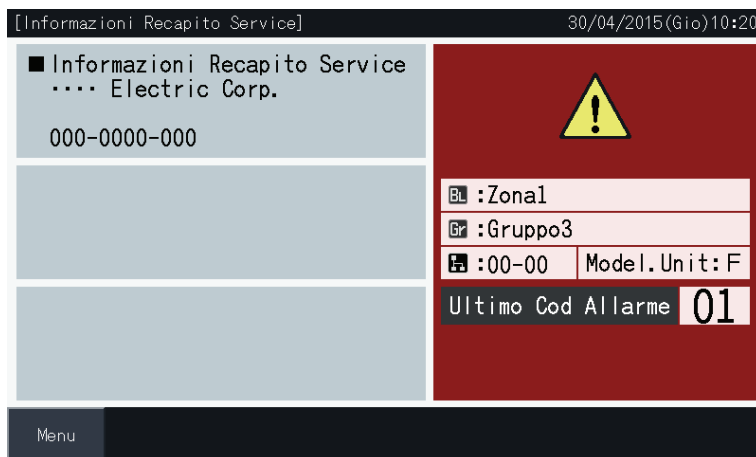 [Informazioni Recapito Service] 30/04/2015(Gio)10:20
■Informazioni Recapito Service
···· Electric Corp.
000-0000-000
BL :Zona1
Gr :Gruppo3
:00-00 Model.Unit:F
Ultimo Cod Allarme 01
Menu